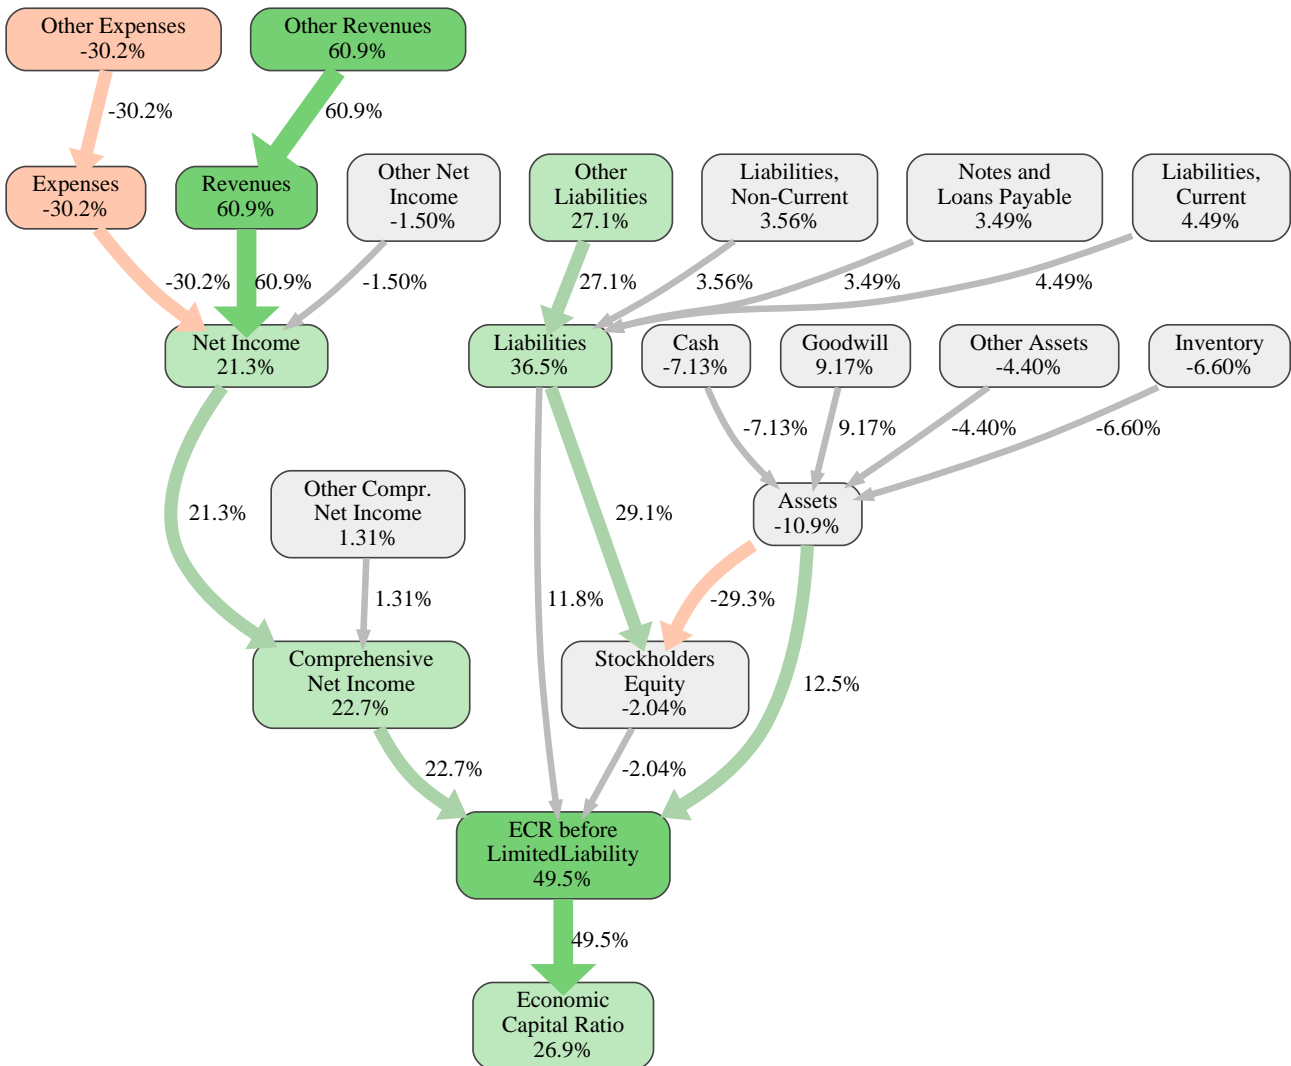 Other Expenses
-30.2%
Other Revenues
60.9%
-30.2%
60.9%
Expenses
-30.2%
Revenues
60.9%
Other Net
Income
-1.50%
Other
Liabilities
27.1%
Liabilities,
Non-Current
3.56%
Notes and
Loans Payable
3.49%
Liabilities,
Current
4.49%
-30.2%
60.9%
-1.50%
27.1%
3.56%
3.49%
4.49%
Net Income
21.3%
Liabilities
36.5%
Cash
-7.13%
Goodwill
9.17%
Other Assets
-4.40%
Inventory
-6.60%
-7.13%
9.17%
-4.40%
-6.60%
Other Compr.
Net Income
1.31%
Assets
-10.9%
21.3%
29.1%
1.31%
11.8%
-29.3%
12.5%
Comprehensive
Net Income
22.7%
Stockholders
Equity
-2.04%
22.7%
-2.04%
ECR before
LimitedLiability
49.5%
49.5%
Economic
Capital Ratio
26.9%